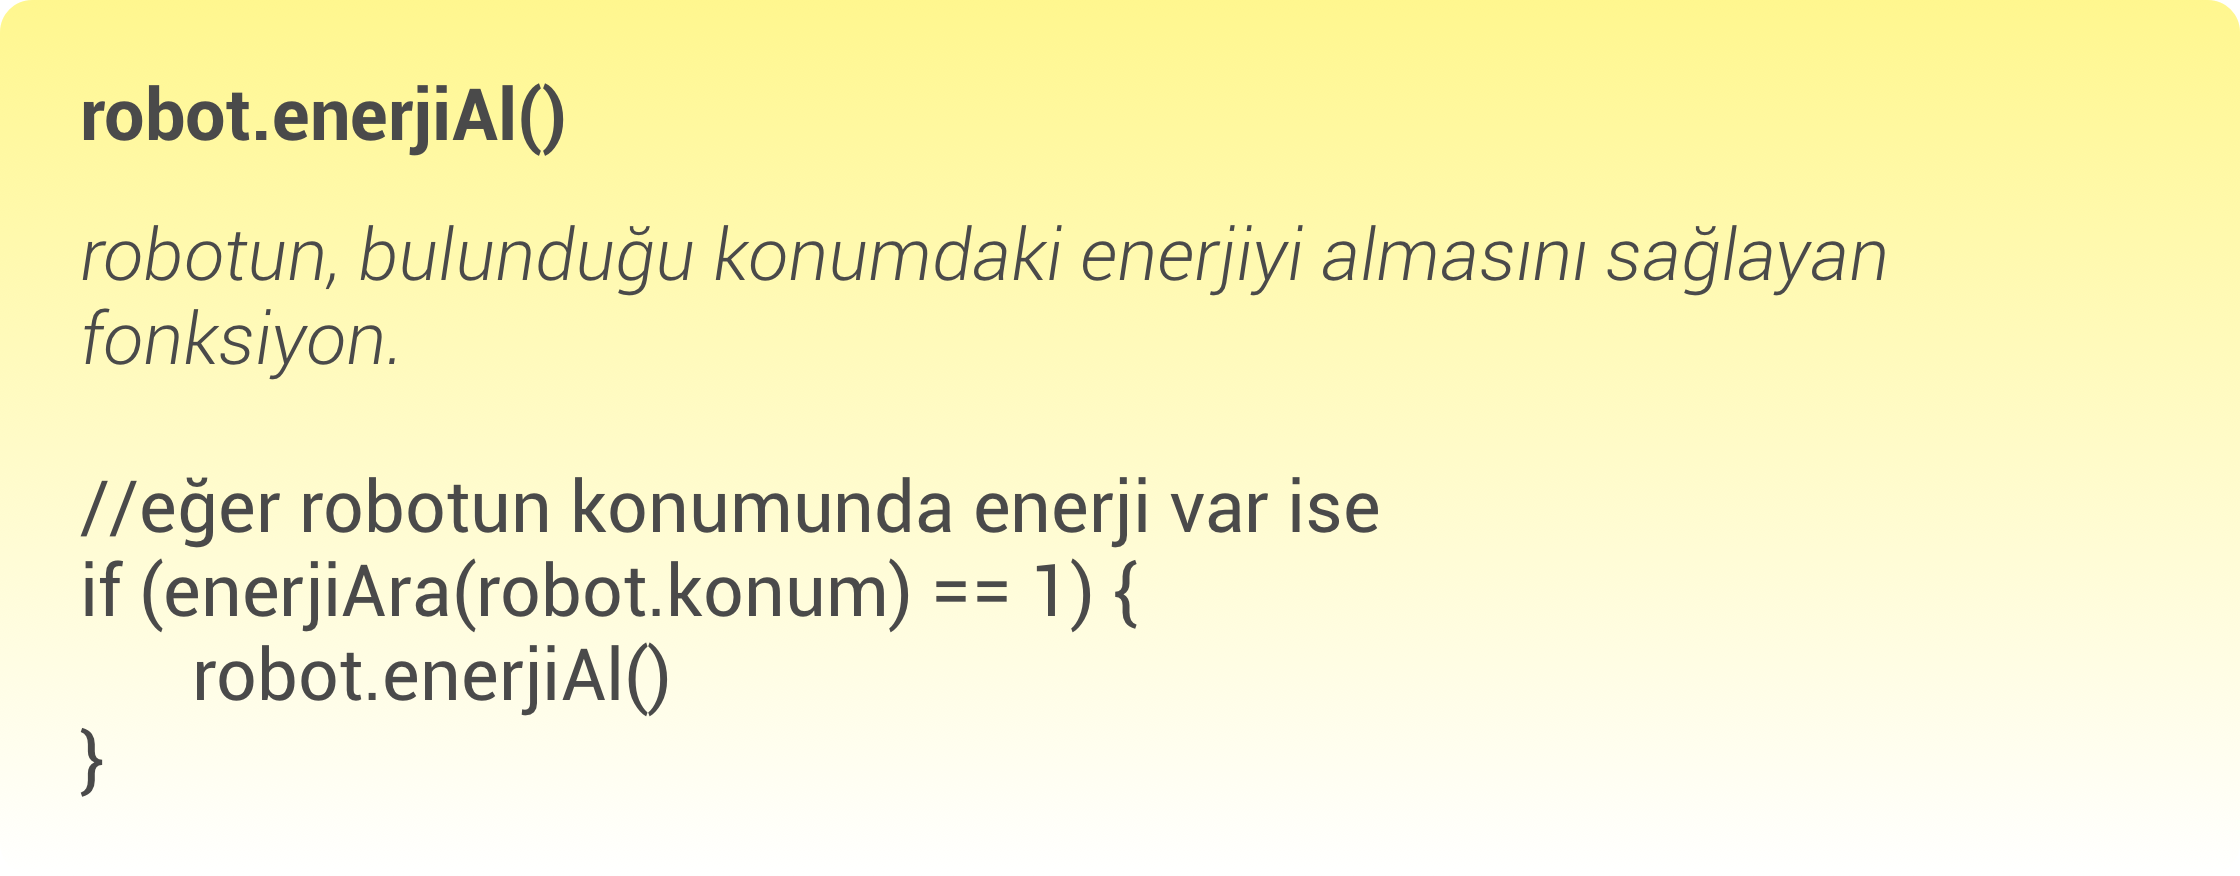 robot.enerjiAl()
robotun, bulunduğu konumdaki enerjiyi almasını sağlayan
fonksiyon.
//eğer robotun konumunda enerji var ise
if (enerjiAra(robot.konum) == 1) {
robot.enerjiAl()
}